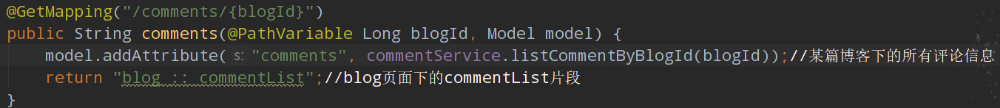 @GetMapping("/comments/{blogId}")
public String comments(@PathVariable Long blogId, Model model) {
    model.addAttribute( s: "comments", commentService.listCommentByBlogId(blogId));//某篇博客下的所有评论信息
    return "blog :: commentList";//blog页面下的commentList片段
}